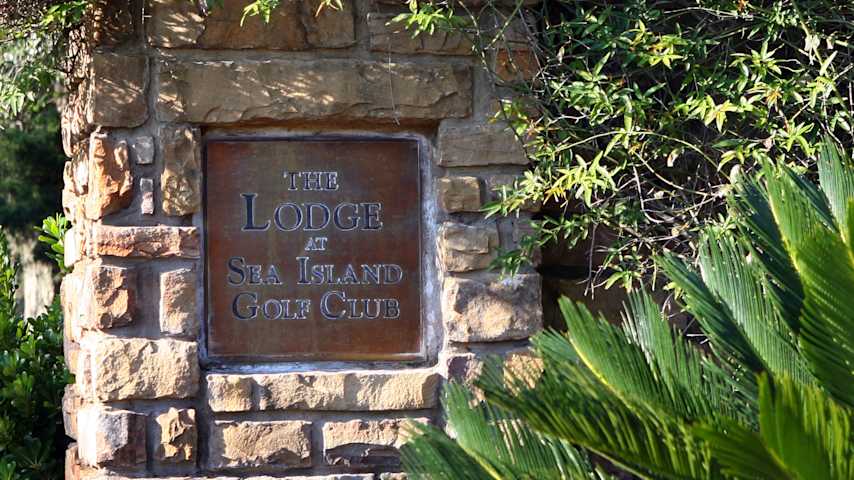 THE
LODGE
AT
SEA ISLAND
GOLF CLUB